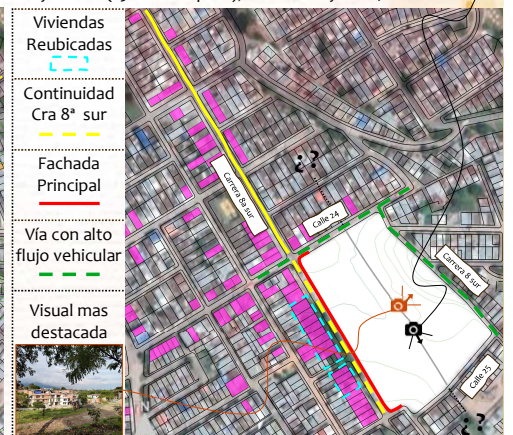 Viviendas
Reubicadas
Continuidad
Cra 8ª sur
Fachada
Principal
Vía con alto
flujo vehicular
Visual mas
destacada
¿?
Carrera 8a sur
Calle 24
Carrera 8 sur
Calle 25
¿?